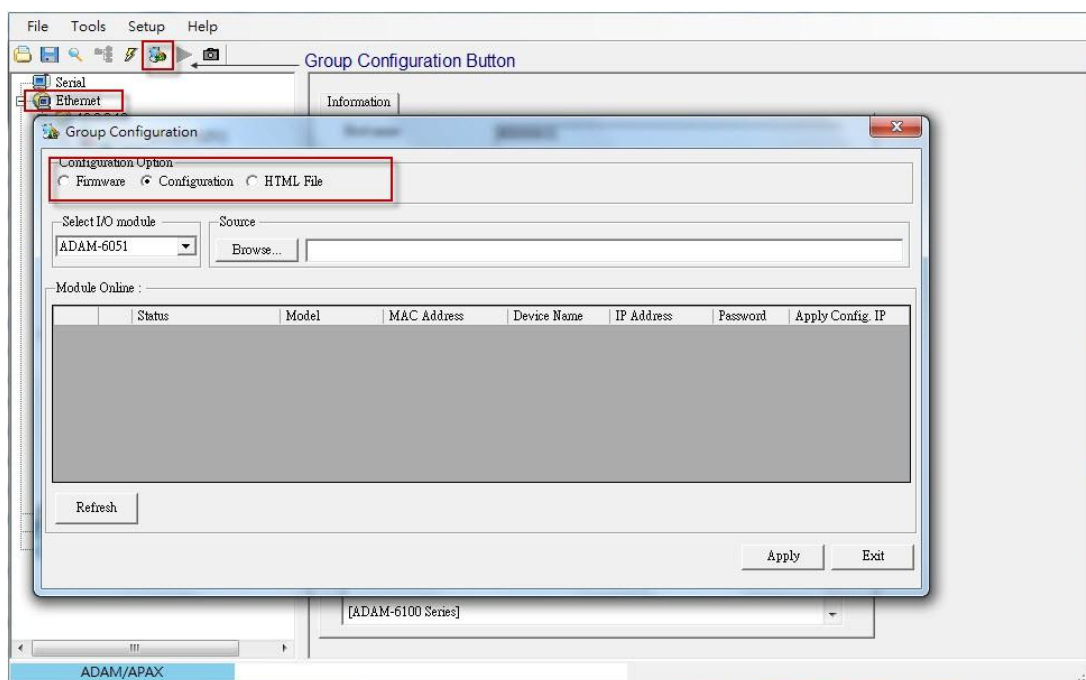 File Tools Setup Help
Group Configuration Button
Serial
Ethernet
Information
Group Configuration
Configuration Option
Firmware Configuration HTML File
Select I/O module Source
ADAM-6051 Browse...
Module Online :
Status Model MAC Address Device Name IP Address Password Apply Config. IP
Refresh
Apply Exit
[ADAM-6100 Series]
ADAM/APAX